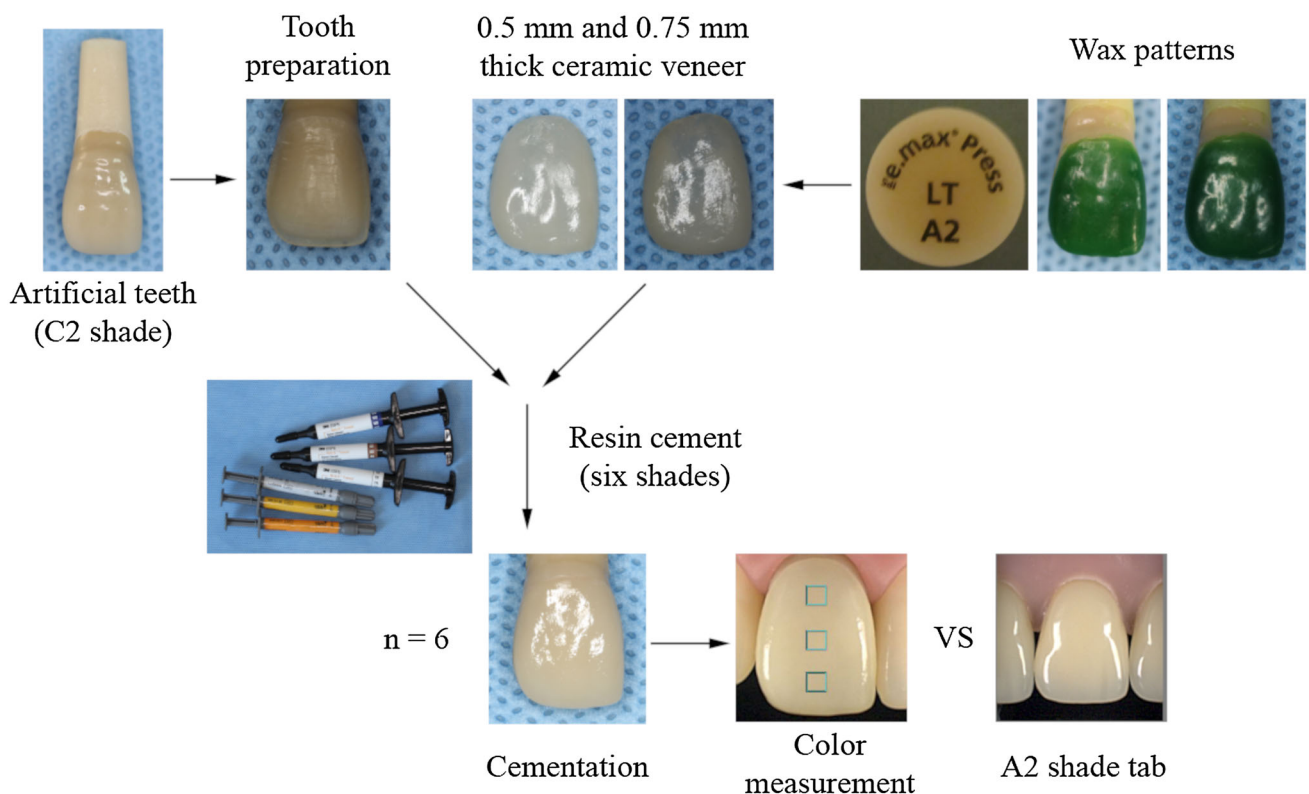 Tooth
preparation
0.5 mm and 0.75 mm
thick ceramic veneer
Wax patterns
e.max® Press
LT
A2
Artificial teeth
(C2 shade)
Resin cement
(six shades)
n = 6
Cementation
Color
measurement
VS
A2 shade tab